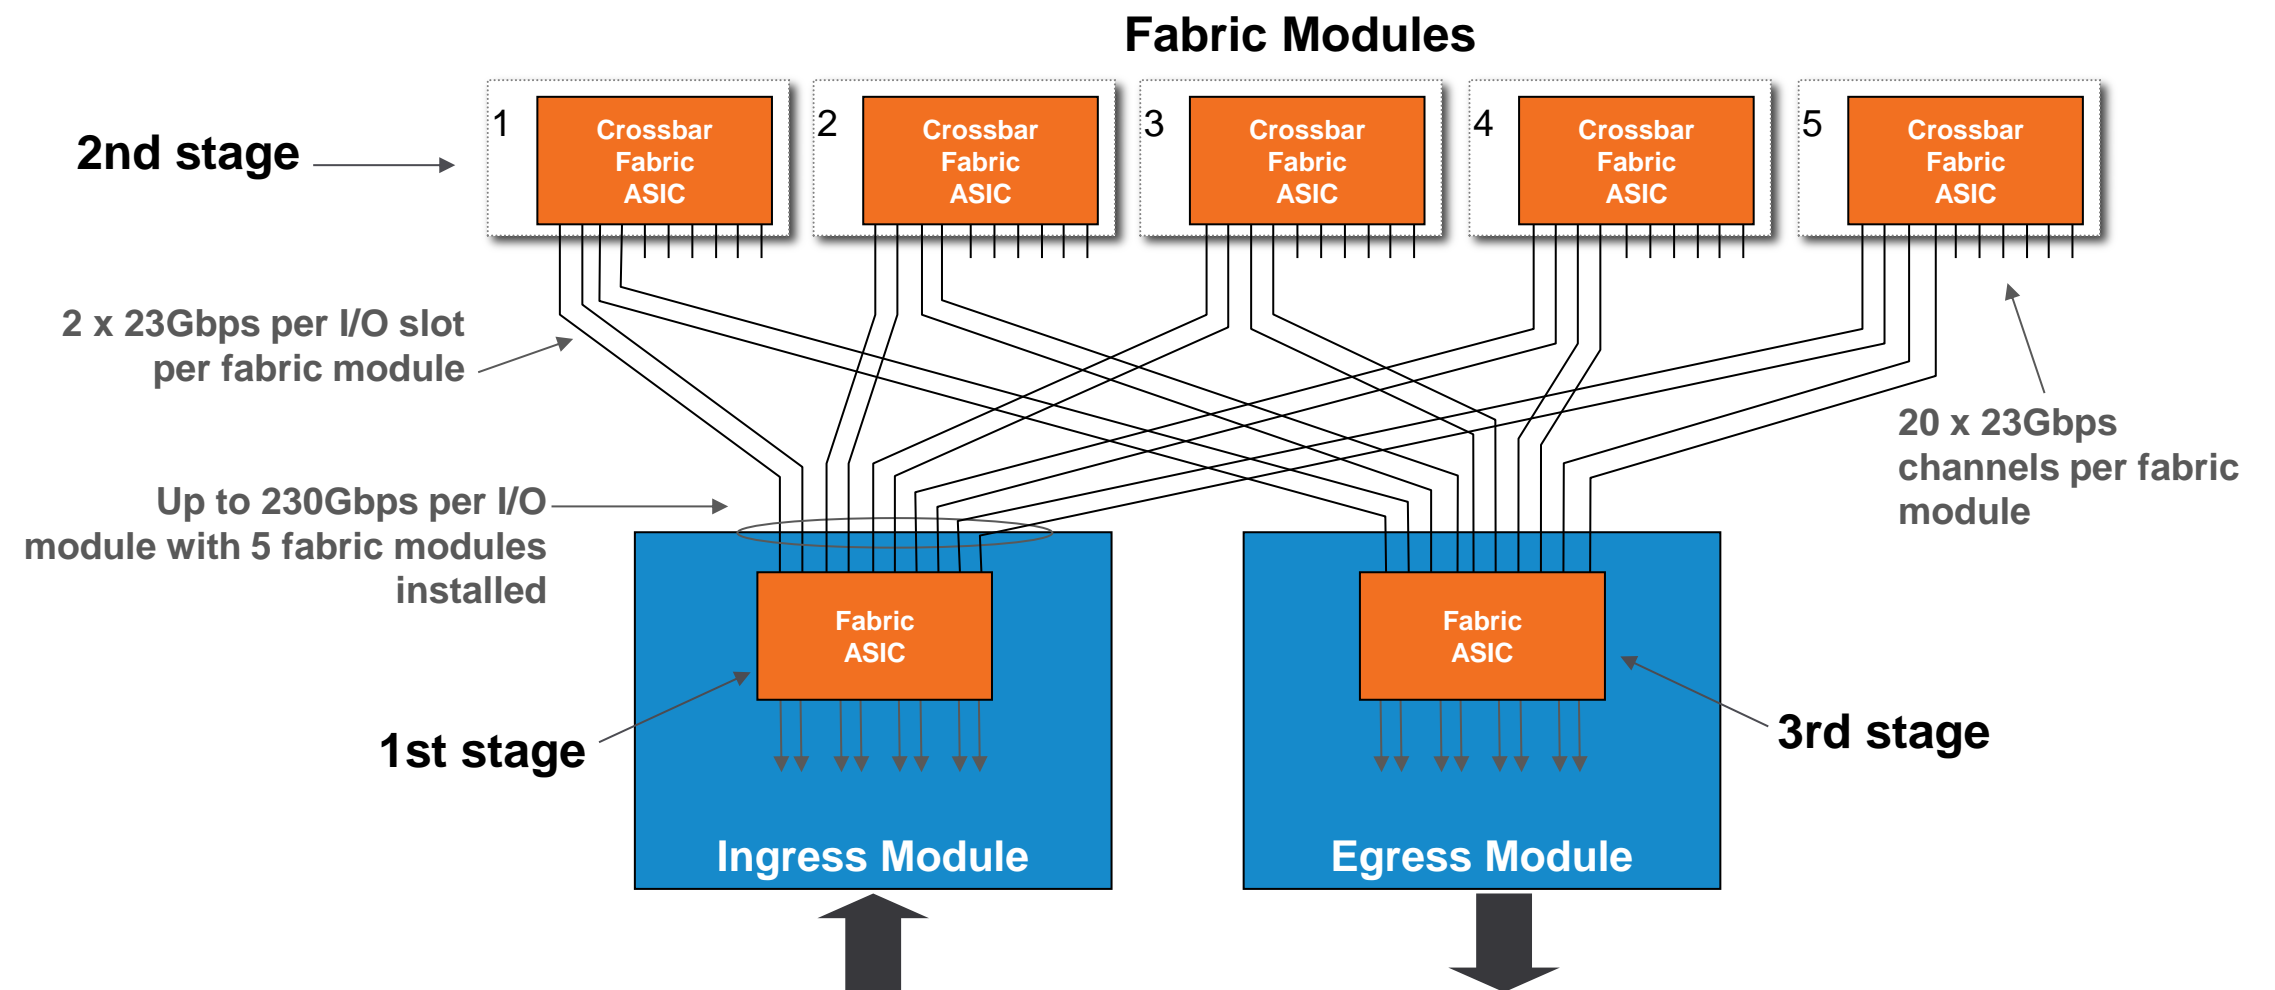 Fabric Modules
2nd stage
1
Crossbar
Fabric
ASIC
2
Crossbar
Fabric
ASIC
3
Crossbar
Fabric
ASIC
4
Crossbar
Fabric
ASIC
5
Crossbar
Fabric
ASIC
2 x 23Gbps per I/O slot
per fabric module
20 x 23Gbps
channels per fabric
module
Up to 230Gbps per I/O
module with 5 fabric modules
installed
Fabric
ASIC
Fabric
ASIC
1st stage
3rd stage
Ingress Module
Egress Module